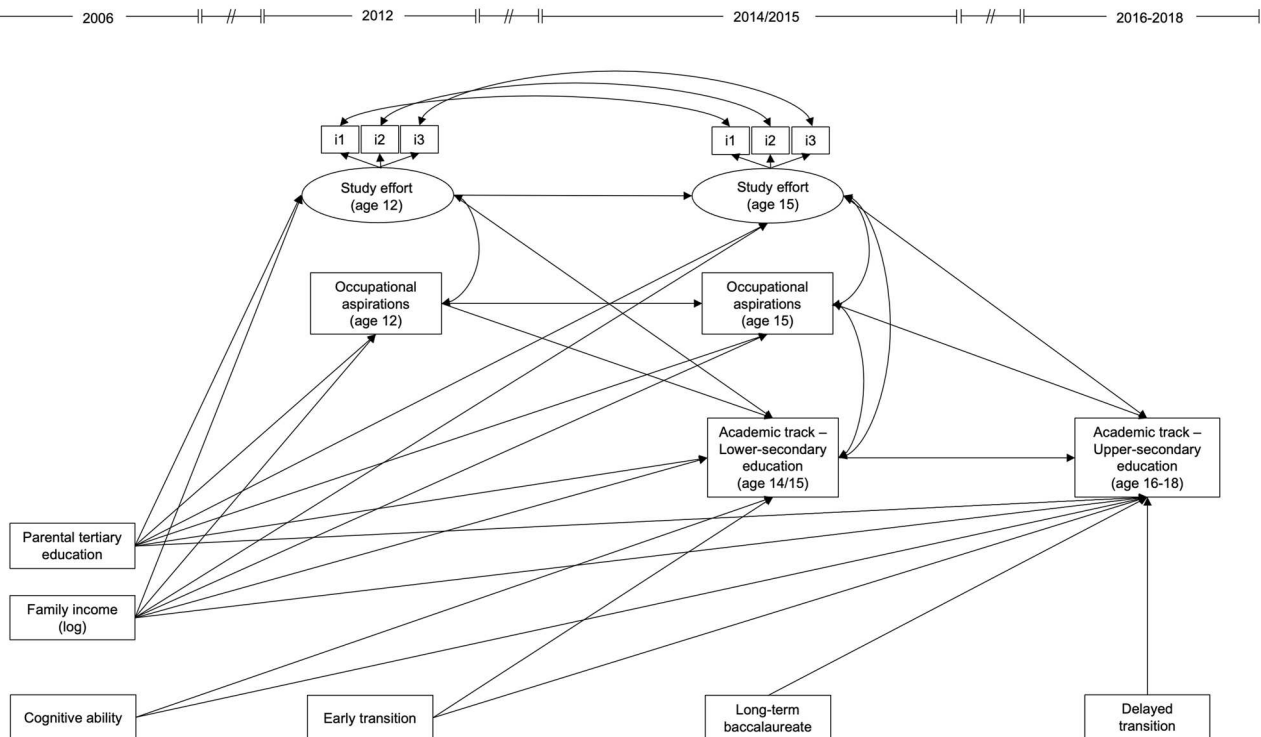 2006
2012
2014/2015
2016-2018
i1
i2
i3
i1
i2
i3
Study effort
(age 12)
Study effort
(age 15)
Occupational
aspirations
(age 12)
Occupational
aspirations
(age 15)
Academic track –
Lower-secondary
education
(age 14/15)
Academic track –
Upper-secondary
education
(age 16-18)
Parental tertiary
education
Family income
(log)
Cognitive ability
Early transition
Long-term
baccalaureate
Delayed
transition